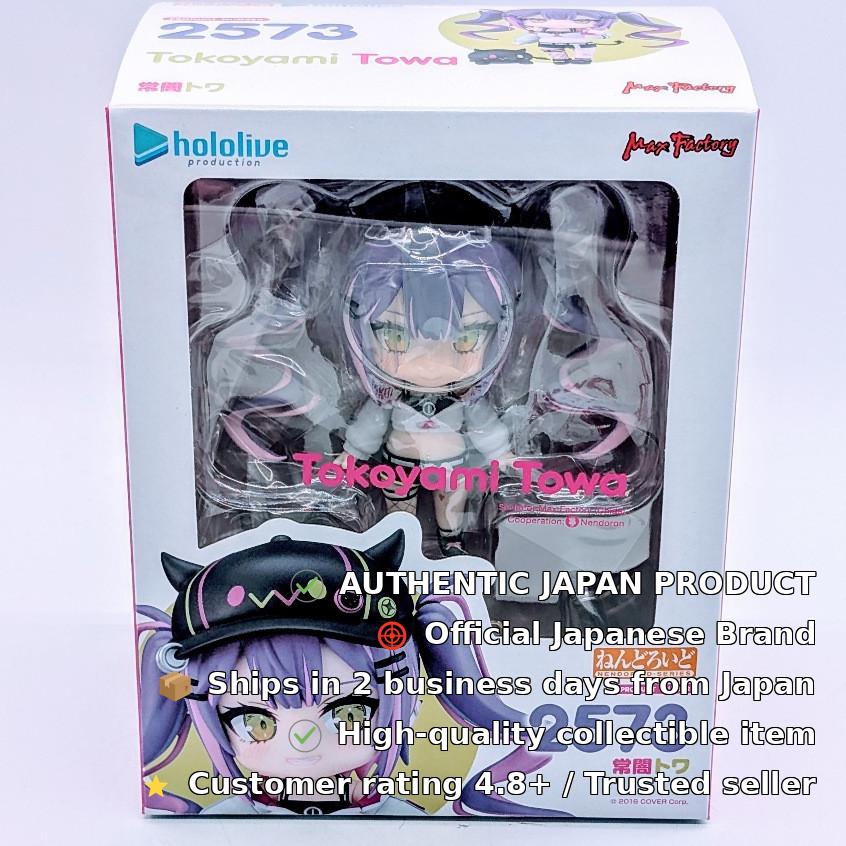 2573
Tokoyami Towa
常闇トワ
Max Factory
hololive
production
Max Factory
Tokoyami Towa
Cooperation: Nendoron
AUTHENTIC JAPAN PRODUCT
Official Japanese Brand
ねんどろいど
Ships in 2 business days from Japan
2573
High-quality collectible item
常闇トワ
Customer rating 4.8+ / Trusted seller
© 2016 COVER Corp.